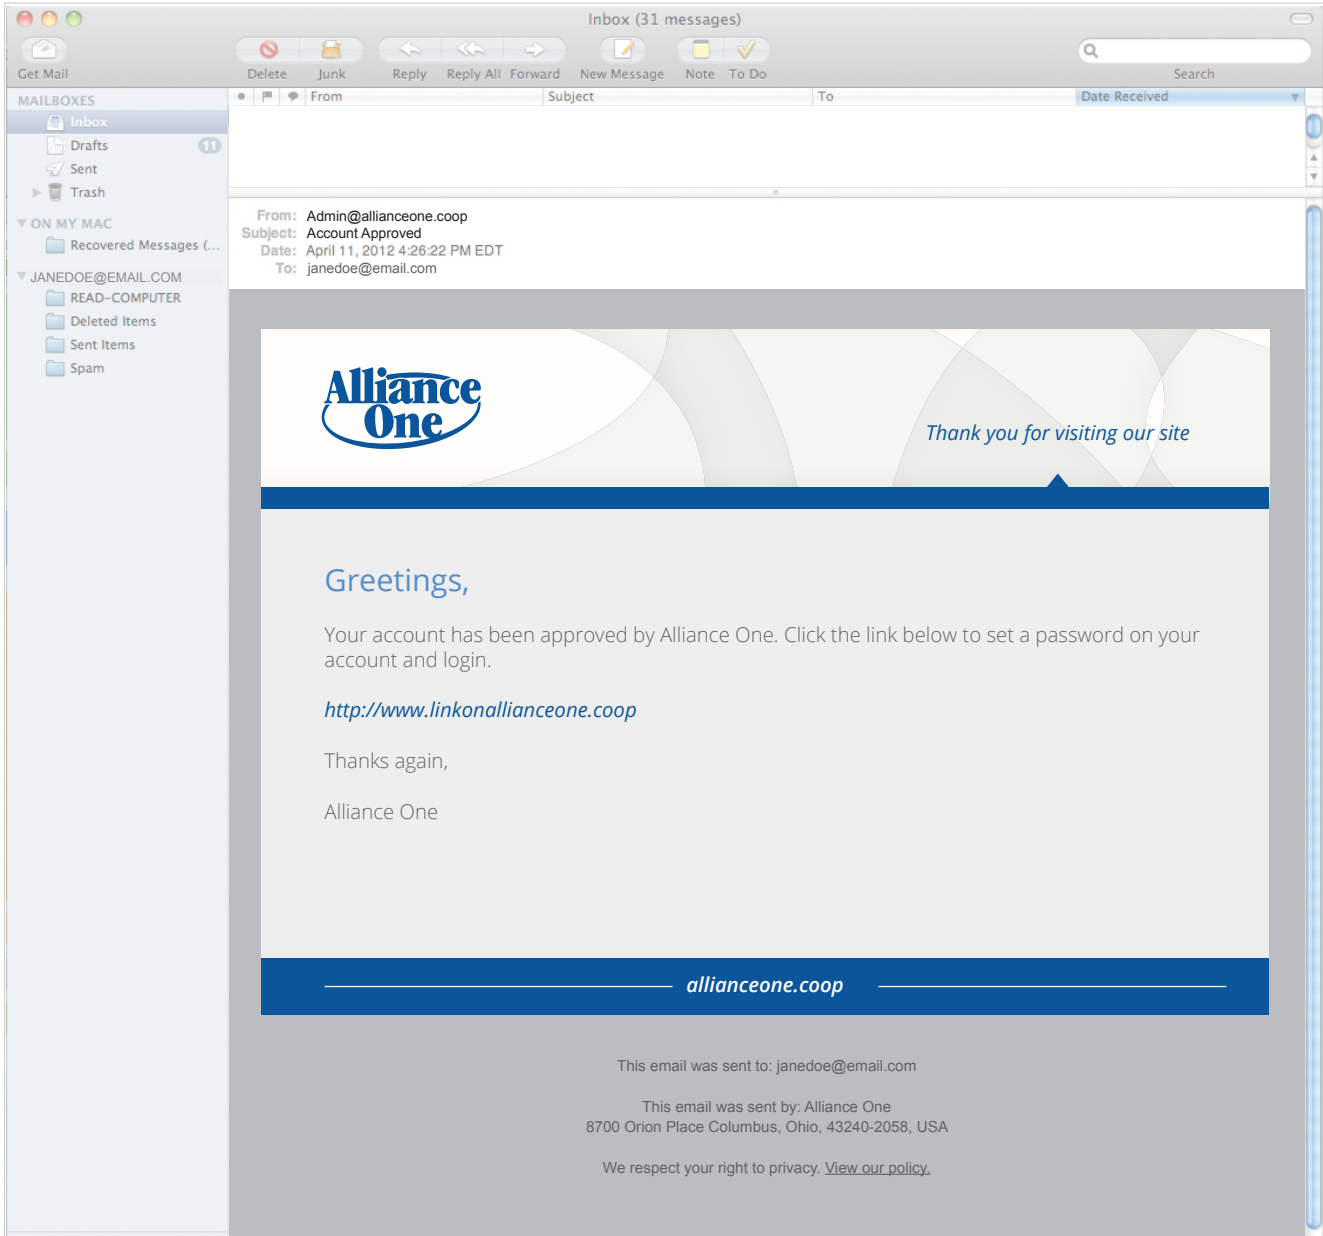 Inbox (31 messages)
Get Mail
Delete Junk Reply Reply All Forward New Message Note To Do
Search
MAILBOXES
Inbox
Drafts 11
Sent
Trash
ON MY MAC
Recovered Messages (...
JANEDOE@EMAIL.COM
READ-COMPUTER
Deleted Items
Sent Items
Spam
From Subject To Date Received
From: Admin@allianceone.coop
Subject: Account Approved
Date: April 11, 2012 4:26:22 PM EDT
To: janedoe@email.com
Alliance
One
Thank you for visiting our site
Greetings,
Your account has been approved by Alliance One. Click the link below to set a password on your
account and login.
http://www.linkonallianceone.coop
Thanks again,
Alliance One
allianceone.coop
This email was sent to: janedoe@email.com
This email was sent by: Alliance One
8700 Orion Place Columbus, Ohio, 43240-2058, USA
We respect your right to privacy. View our policy.